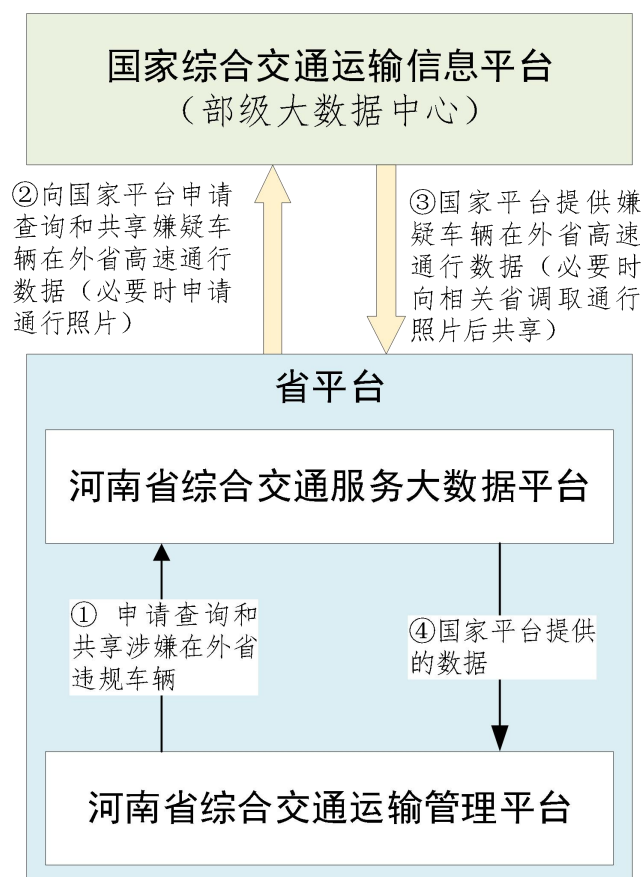 国家综合交通运输信息平台
（部级大数据中心）
②向国家平台申请
查询和共享嫌疑车
辆在外省高速通行
数据（必要时申请
通行照片）
③国家平台提供嫌
疑车辆在外省高速
通行数据（必要时
向相关省调取通行
照片后共享）
省平台
河南省综合交通服务大数据平台
① 申请查询和
共享涉嫌在外省
违规车辆
④国家平台提供
的数据
河南省综合交通运输管理平台